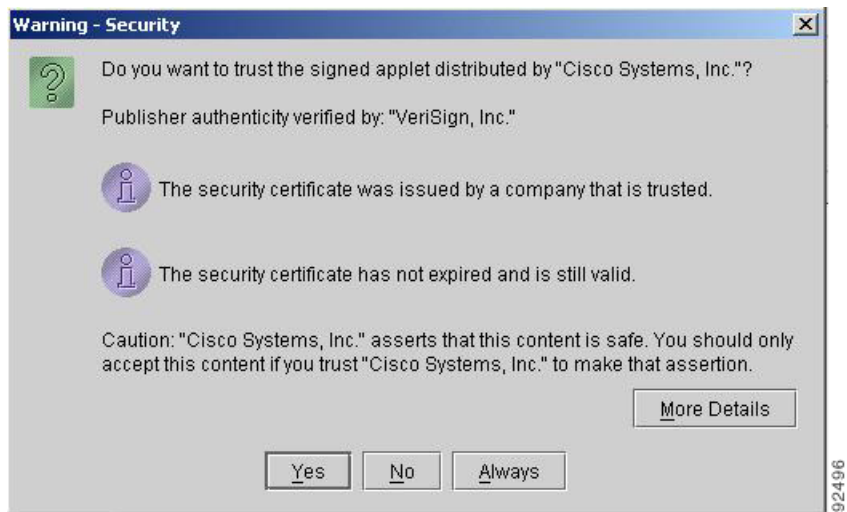 Warning - Security
Do you want to trust the signed applet distributed by "Cisco Systems, Inc."?
Publisher authenticity verified by: "VeriSign, Inc."
The security certificate was issued by a company that is trusted.
The security certificate has not expired and is still valid.
Caution: "Cisco Systems, Inc." asserts that this content is safe. You should only
accept this content if you trust "Cisco Systems, Inc." to make that assertion.
More Details
Yes No Always
92496